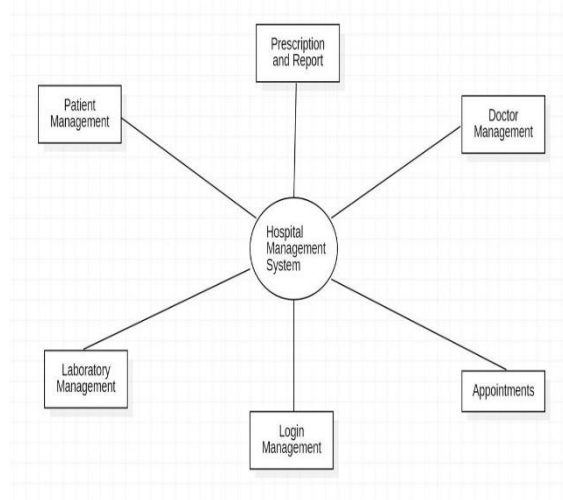 Prescription
and Report
Patient
Management
Doctor
Management
Hospital
Management
System
Laboratory
Management
Appointments
Login
Management